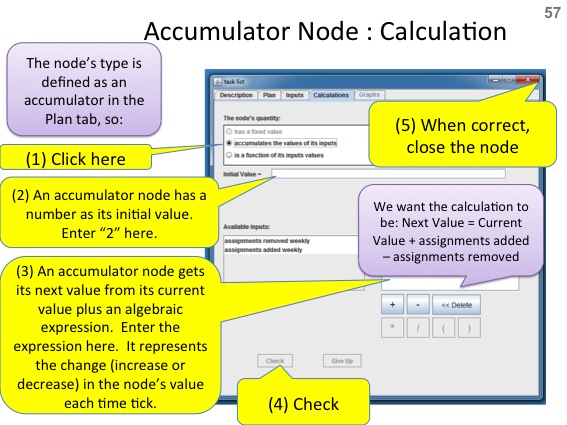 57
Accumulator Node : Calculation
The node's type is
defined as an
accumulator in the
Plan tab, so:
(1) Click here
(2) An accumulator node has a
number as its initial value.
Enter "2" here.
(3) An accumulator node gets
its next value from its current
value plus an algebraic
expression.  Enter the
expression here.  It represents
the change (increase or
decrease) in the node's value
each time tick.
task list
Description Plan Inputs Calculations Graphs
The node's quantity:
has a fixed value
accumulates the values of its inputs
is a function of its inputs values
Initial Value =
Available Inputs:
assignments removed weekly
assignments added weekly
(5) When correct,
close the node
We want the calculation to
be: Next Value = Current
Value + assignments added
– assignments removed
+ - << Delete
* / ( )
Check Give Up
(4) Check